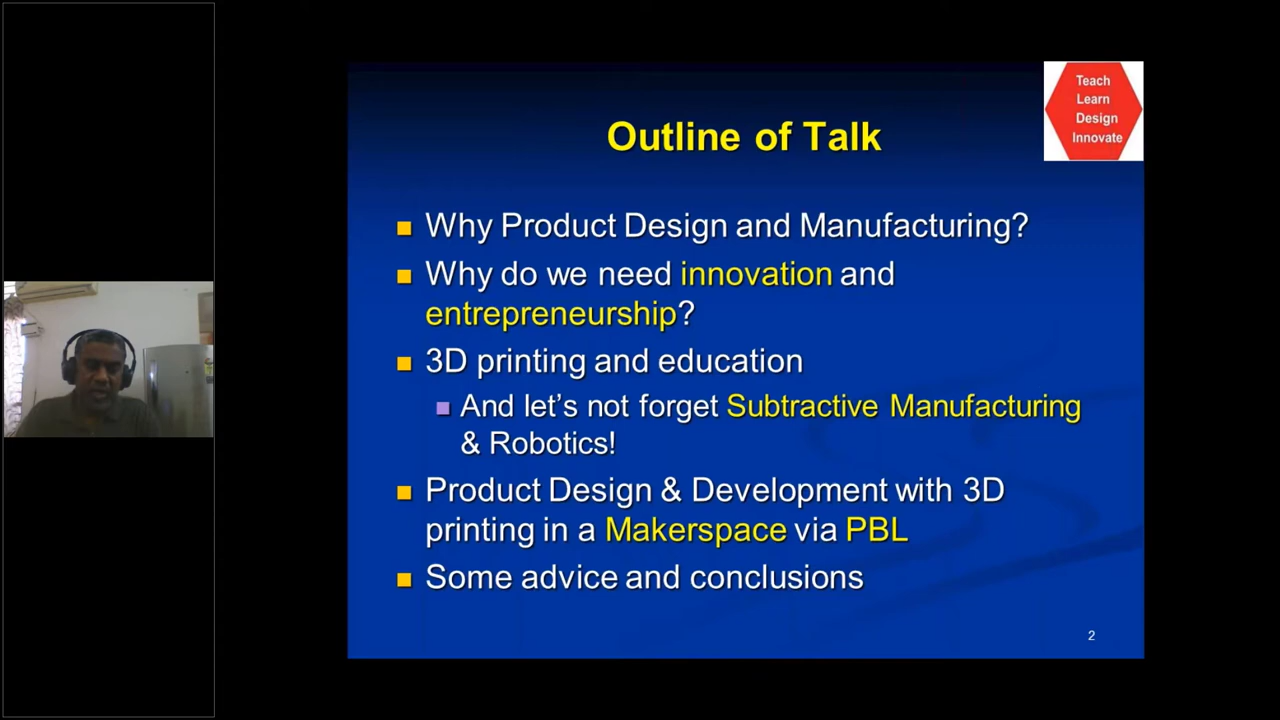 Teach
Learn
Design
Innovate
Outline of Talk
Why Product Design and Manufacturing?
Why do we need innovation and
entrepreneurship?
3D printing and education
And let’s not forget Subtractive Manufacturing
& Robotics!
Product Design & Development with 3D
printing in a Makerspace via PBL
Some advice and conclusions
2